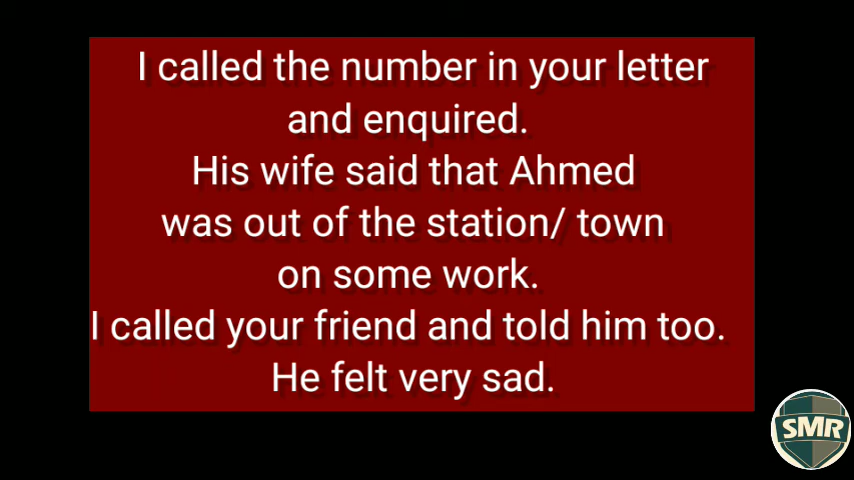 I called the number in your letter
and enquired.
His wife said that Ahmed
was out of the station/ town
on some work.
I called your friend and told him too.
He felt very sad.
SMR